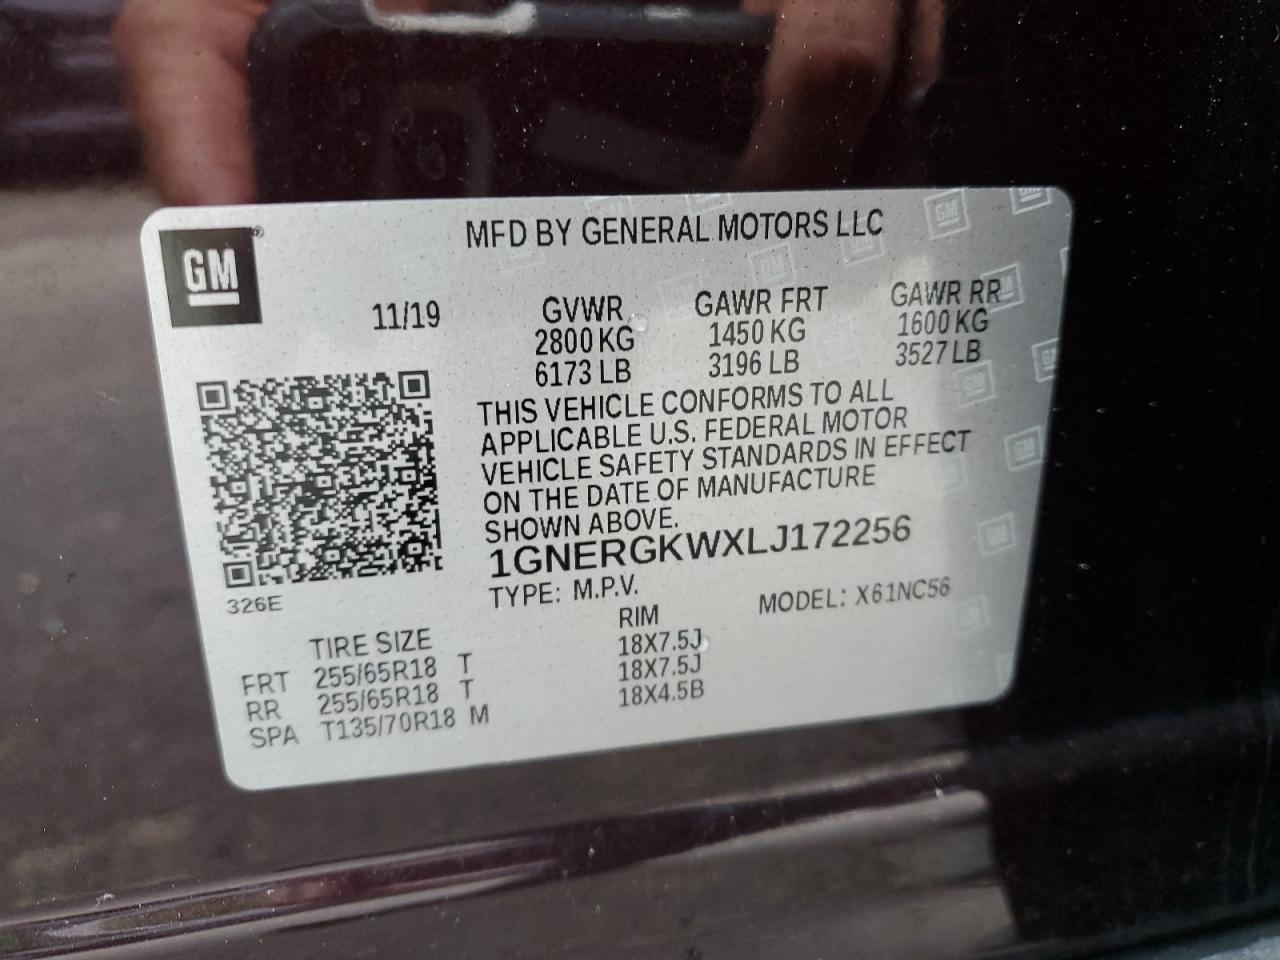 GM
MFD BY GENERAL MOTORS LLC
11/19
GVWR
2800 KG
6173 LB
GAWR FRT
1450 KG
3196 LB
GAWR RR
1600 KG
3527 LB
THIS VEHICLE CONFORMS TO ALL
APPLICABLE U.S. FEDERAL MOTOR
VEHICLE SAFETY STANDARDS IN EFFECT
ON THE DATE OF MANUFACTURE
SHOWN ABOVE.
1GNERGKWXLJ172256
TYPE: M.P.V.
MODEL: X61NC56
326E
TIRE SIZE RIM
FRT 255/65R18 T 18X7.5J
RR 255/65R18 T 18X7.5J
SPA T135/70R18 M 18X4.5B